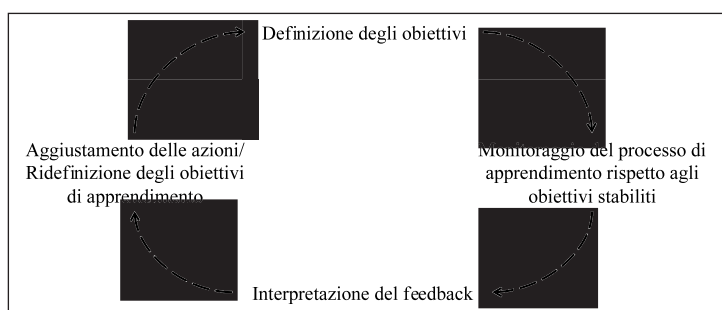 Definizione degli obiettivi
Aggiustamento delle azioni/
Ridefinizione degli obiettivi
di apprendimento
Monitoraggio del processo di
apprendimento rispetto agli
obiettivi stabiliti
Interpretazione del feedback